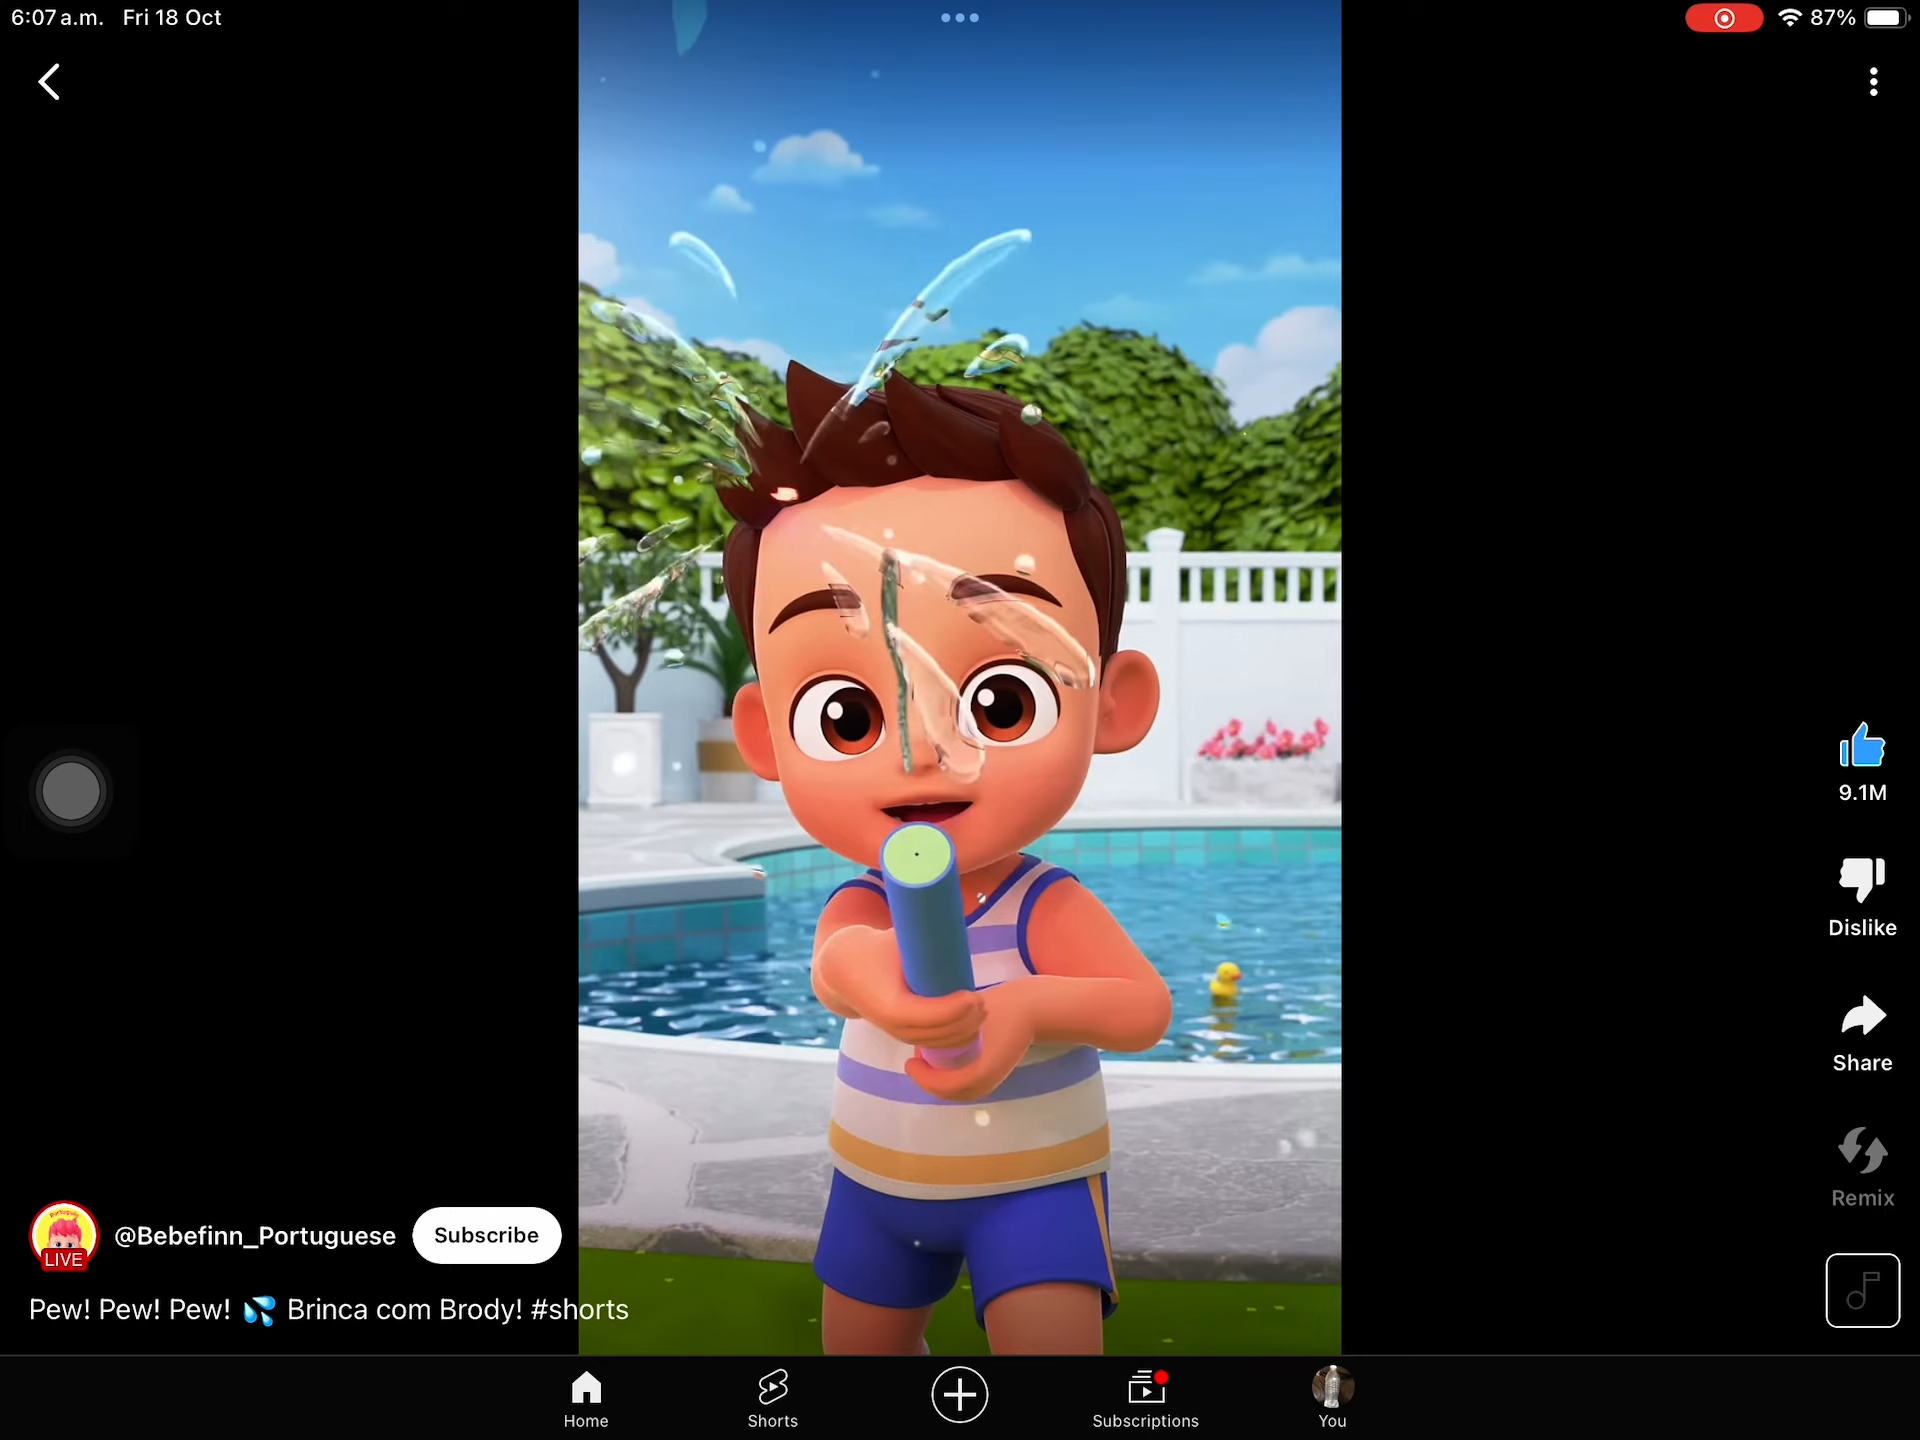 6:07 a.m. Fri 18 Oct
87%
9.1M
Dislike
Share
Remix
LIVE
@Bebefinn_Portuguese
Subscribe
Pew! Pew! Pew! 💦 Brinca com Brody! #shorts
Home
Shorts
Subscriptions
You